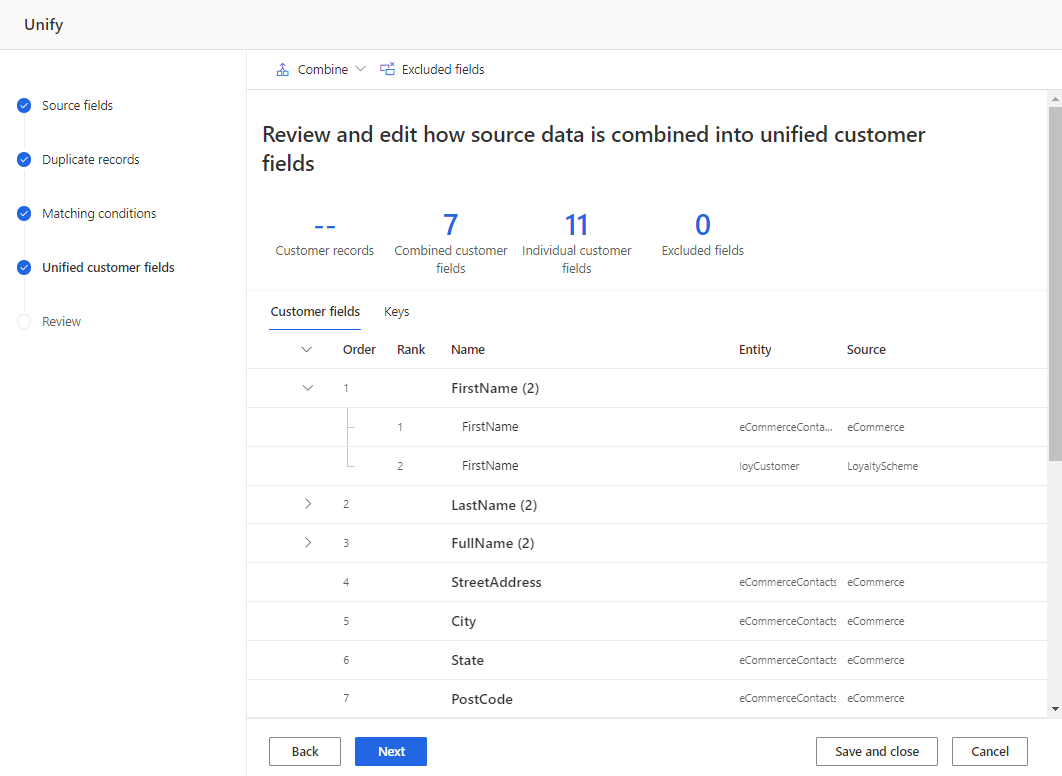 Unify
Combine
Excluded fields
Source fields
Duplicate records
Matching conditions
Unified customer fields
Review
Review and edit how source data is combined into unified customer
fields
--
Customer records
7
Combined customer
fields
11
Individual customer
fields
0
Excluded fields
Customer fields
Keys
Order Rank Name Entity Source
1 FirstName (2)
1 FirstName eCommerceConta... eCommerce
2 FirstName loyCustomer LoyaltyScheme
2 LastName (2)
3 FullName (2)
4 StreetAddress eCommerceContacts eCommerce
5 City eCommerceContacts eCommerce
6 State eCommerceContacts eCommerce
7 PostCode eCommerceContacts eCommerce
Back
Next
Save and close
Cancel